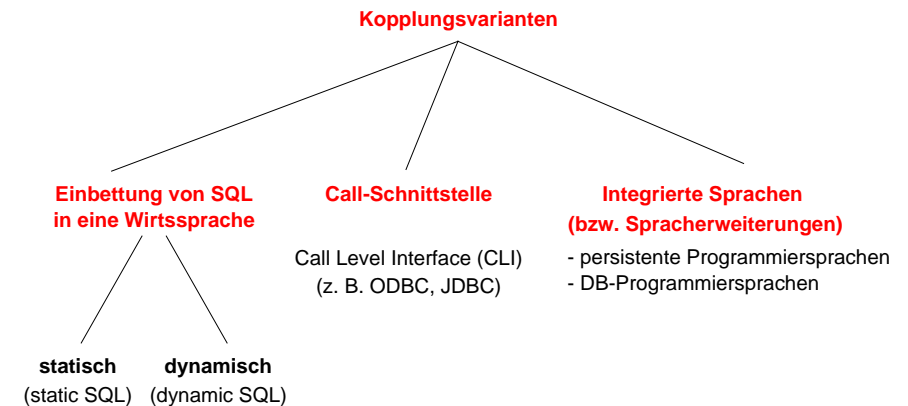 Kopplungsvarianten
Einbettung von SQL
in eine Wirtssprache
Call-Schnittstelle
Integrierte Sprachen
(bzw. Spracherweiterungen)
Call Level Interface (CLI)
(z. B. ODBC, JDBC)
- persistente Programmiersprachen
- DB-Programmiersprachen
statisch
(static SQL)
dynamisch
(dynamic SQL)